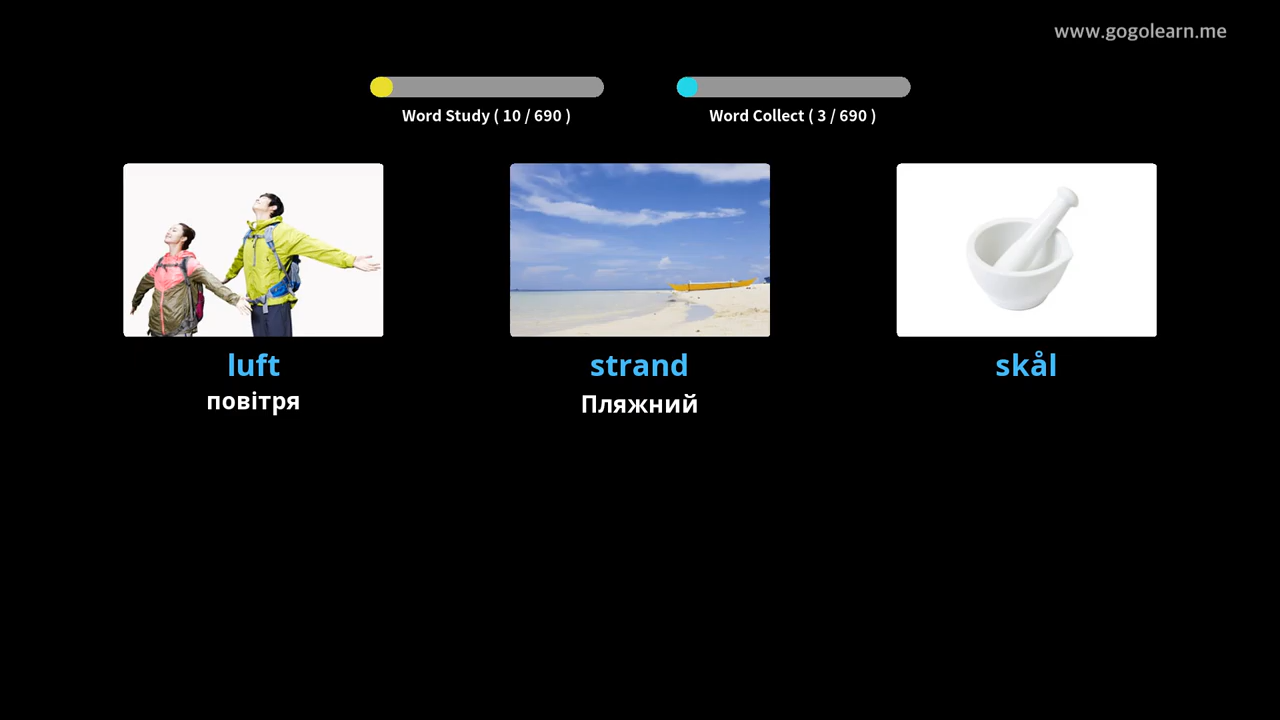 www.gogolearn.me
Word Study ( 10 / 690 )
Word Collect ( 3 / 690 )
luft
повітря
strand
Пляжний
skål